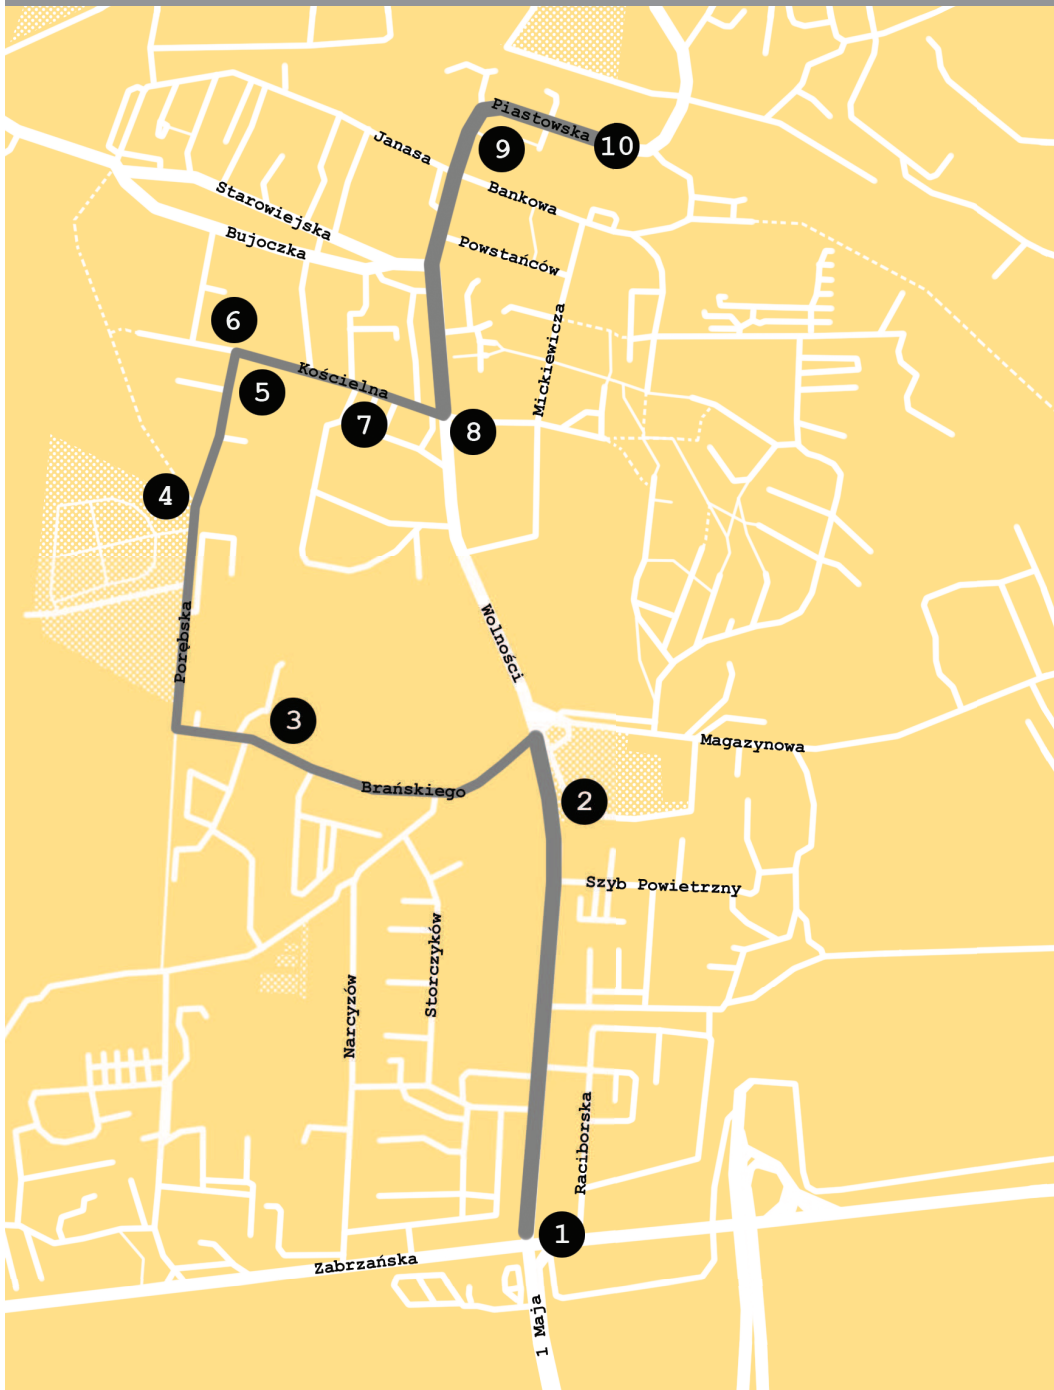 Piastowska
10
Janasa
9
Bankowa
Starowiejska
Bujoczka
Powstańców
6
Mickiewicza
Kościelna
5
7
8
4
Wolności
Porębska
3
Magazynowa
Brańskiego
2
Szyb Powietrzny
Storczyków
Narcyzów
Raciborska
1
Zabrzańska
1 Maja